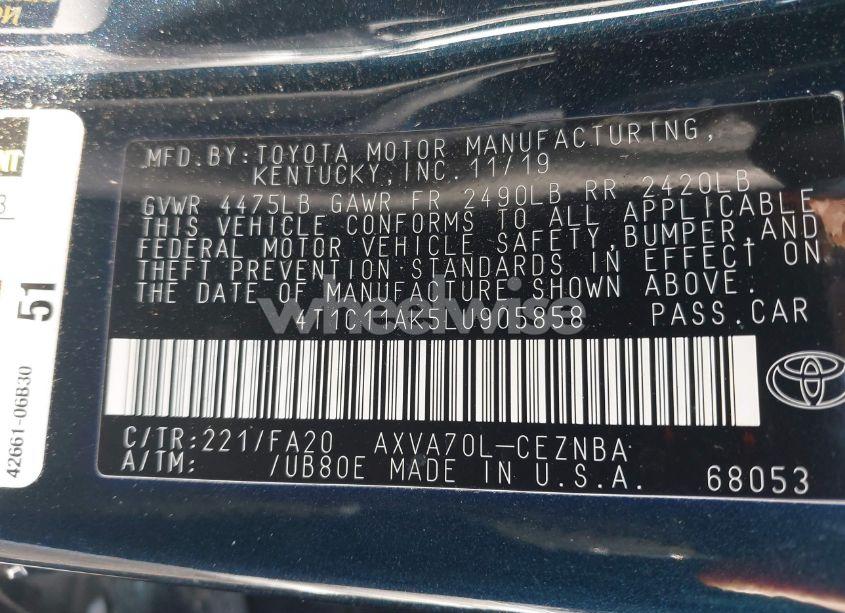 MFD.BY:TOYOTA MOTOR MANUFACTURING,
KENTUCKY,INC. 11/19
GVWR 4475LB GAWR FR 2490LB RR 2420LB
THIS VEHICLE CONFORMS TO ALL APPLICABLE
FEDERAL MOTOR VEHICLE SAFETY,BUMPER,AND
THEFT PREVENTION STANDARDS IN EFFECT ON
THE DATE OF MANUFACTURE SHOWN ABOVE.
PASS.CAR
wheelwise
C/TR:221/FA20 AXVA70L-CEZNBA
A/TM: /UB80E MADE IN U.S.A. 68053
51
42661-06B30